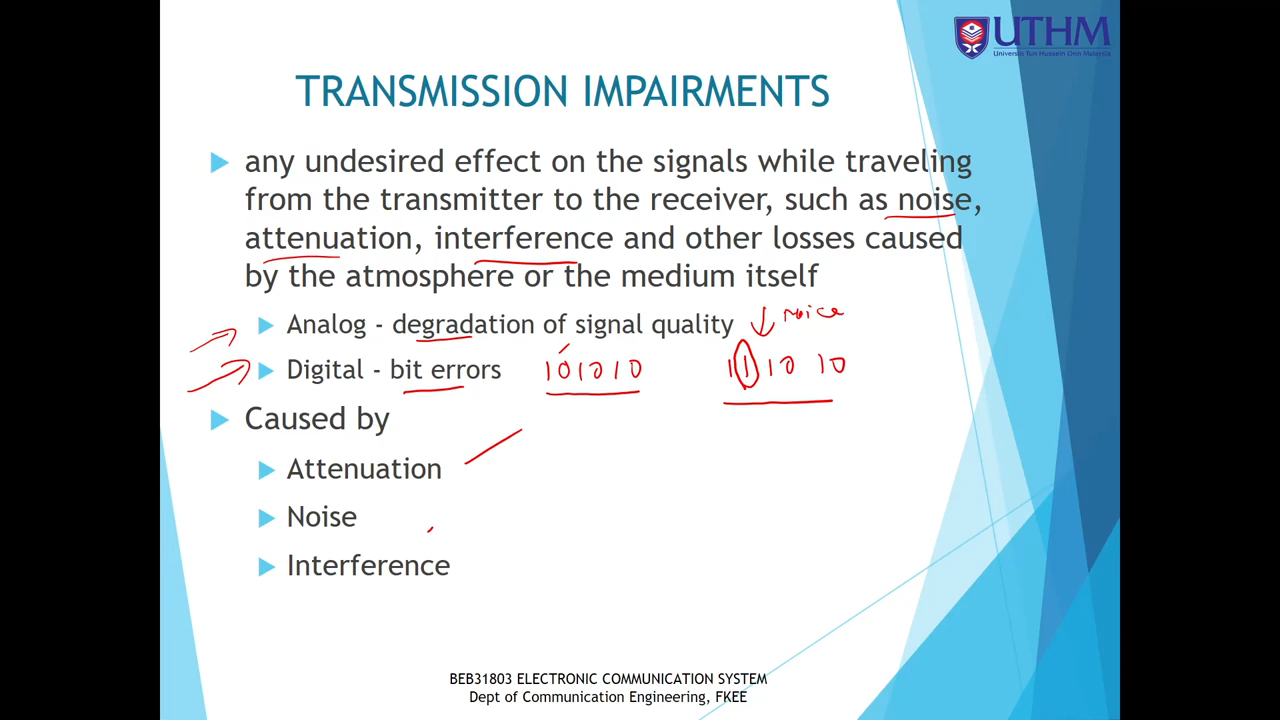 UTHM
Universiti Tun Hussein Onn Malaysia
TRANSMISSION IMPAIRMENTS
any undesired effect on the signals while traveling
from the transmitter to the receiver, such as noise,
attenuation, interference and other losses caused
by the atmosphere or the medium itself
Analog - degradation of signal quality noice
Digital - bit errors 101010 111010
Caused by
Attenuation
Noise
Interference
BEB31803 ELECTRONIC COMMUNICATION SYSTEM
Dept of Communication Engineering, FKEE